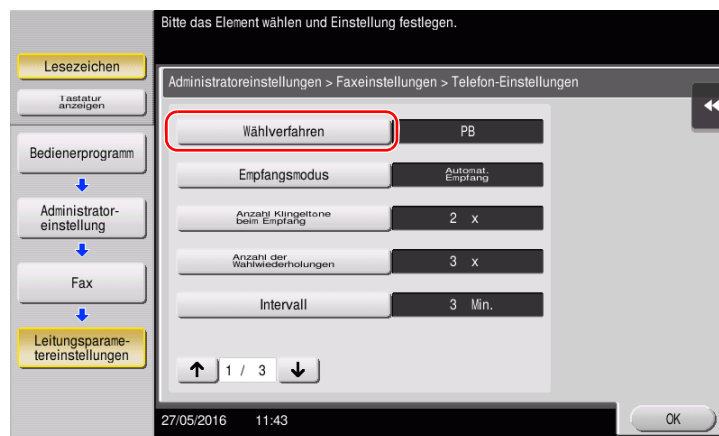 Bitte das Element wählen und Einstellung festlegen.
Lesezeichen
Tastatur
anzeigen
Bedienerprogramm
Administrator-
einstellung
Fax
Leitungsparame-
tereinstellungen
Administratoreinstellungen > Faxeinstellungen > Telefon-Einstellungen
Wählverfahren PB
Empfangsmodus Automat.
Empfang
Anzahl Klingeltöne
beim Empfang 2 x
Anzahl der
Wahlwiederholungen 3 x
Intervall 3 Min.
1 / 3
27/05/2016 11:43
OK